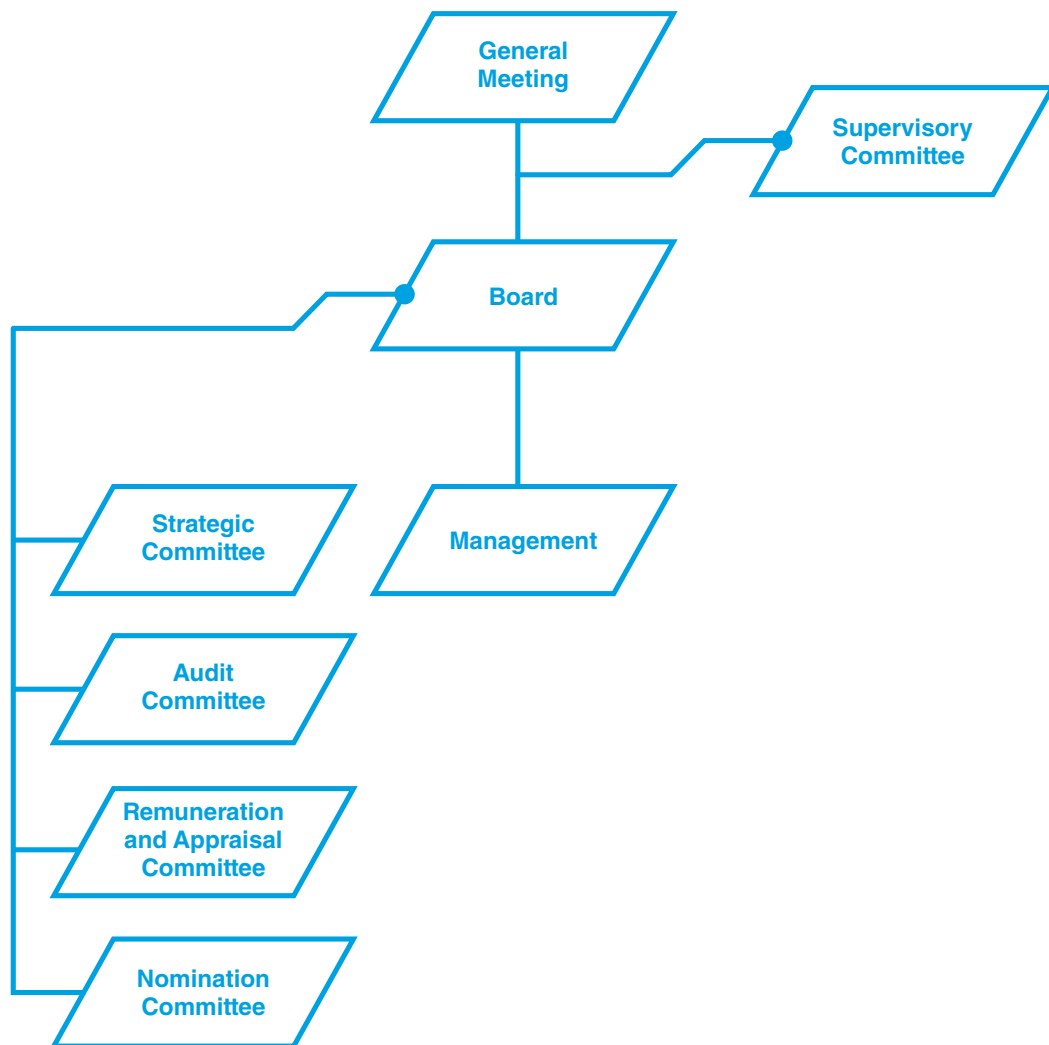 General
Meeting
Supervisory
Committee
Board
Strategic
Committee
Management
Audit
Committee
Remuneration
and Appraisal
Committee
Nomination
Committee